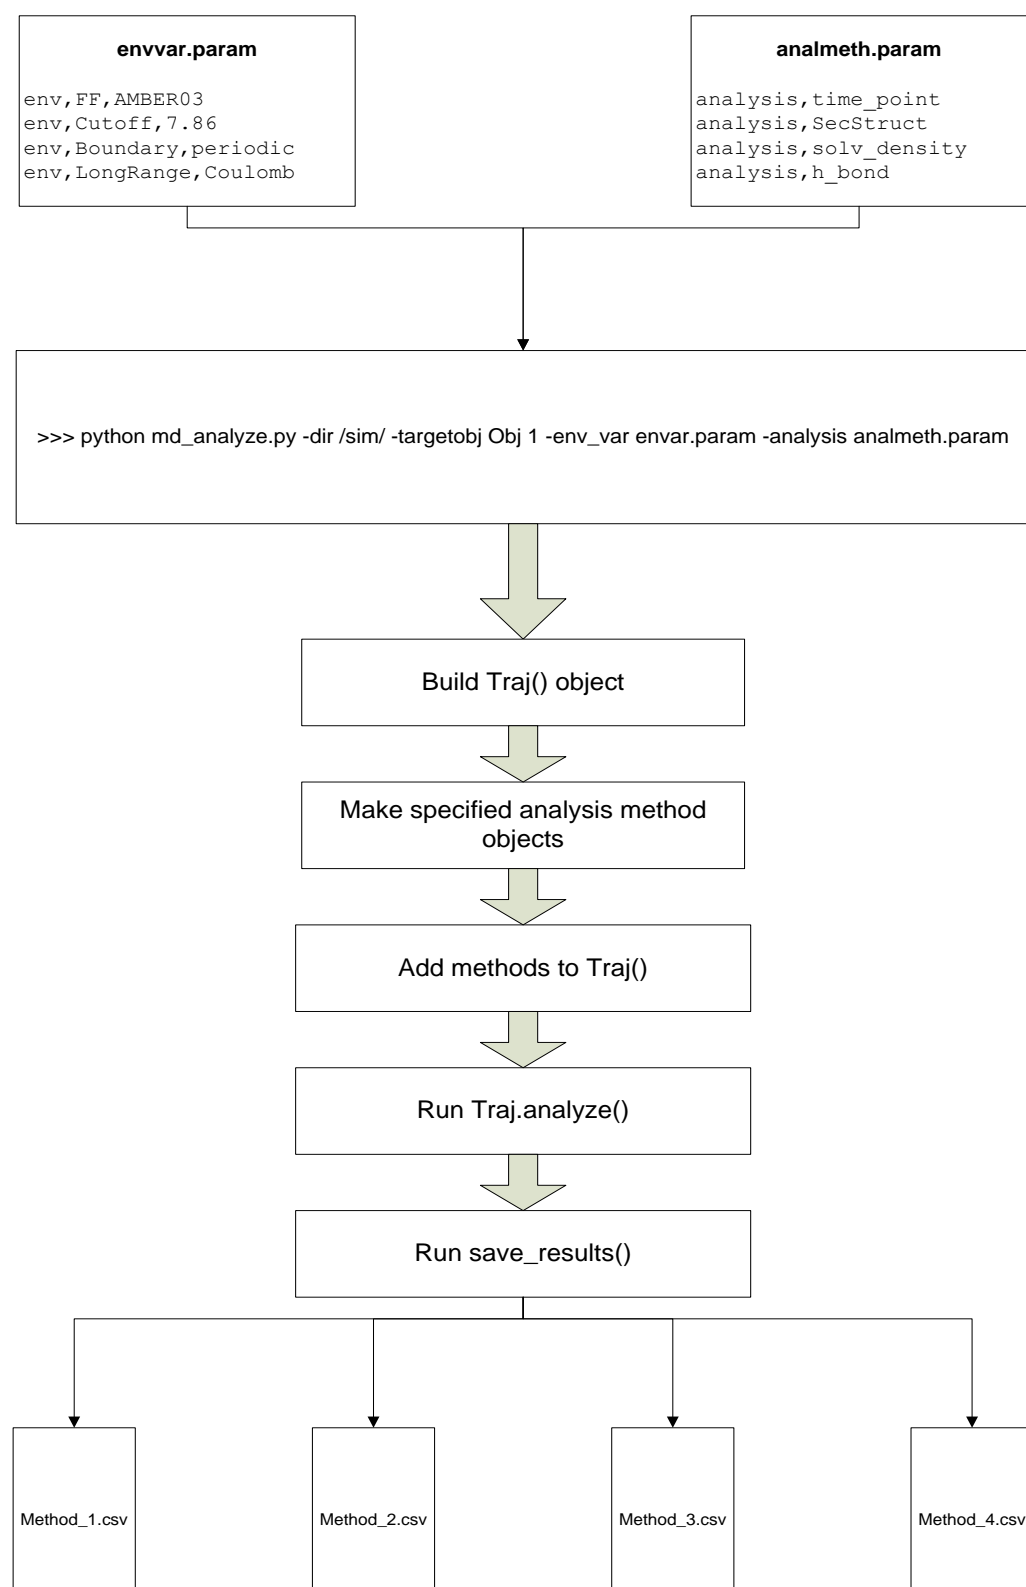 envvar.param
env,FF,AMBER03
env,Cutoff,7.86
env,Boundary,periodic
env,LongRange,Coulomb
analmeth.param
analysis,time_point
analysis,SecStruct
analysis,solv_density
analysis,h_bond
>>> python md_analyze.py -dir /sim/ -targetobj Obj 1 -env_var envar.param -analysis analmeth.param
Build Traj() object
Make specified analysis method
objects
Add methods to Traj()
Run Traj.analyze()
Run save_results()
Method_1.csv
Method_2.csv
Method_3.csv
Method_4.csv